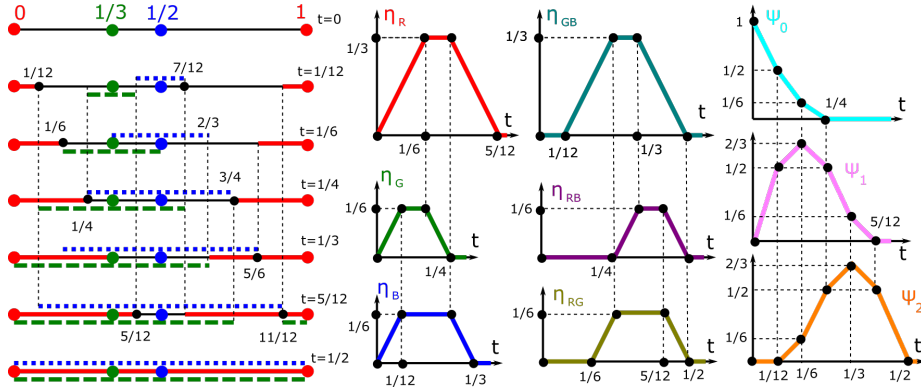 0 1/3 1/2 1 t=0
1/12 7/12 t=1/12
1/6 2/3 t=1/6
1/4 3/4 t=1/4
5/6 t=1/3
5/12 11/12 t=5/12
t=1/2
η_R
1/3
t
1/6 5/12
η_G
1/6
t
1/4
η_B
1/6
t
1/12 1/3
η_GB
1/3
t
1/12 1/3
η_RB
1/6
t
1/4
η_RG
1/6
t
1/6 5/12 1/2
Ψ_0
1
1/2
1/6
1/4
t
2/3
1/2
1/6
Ψ_1
5/12
t
2/3
1/2
1/6
Ψ_2
t
1/12 1/6 1/3 1/2